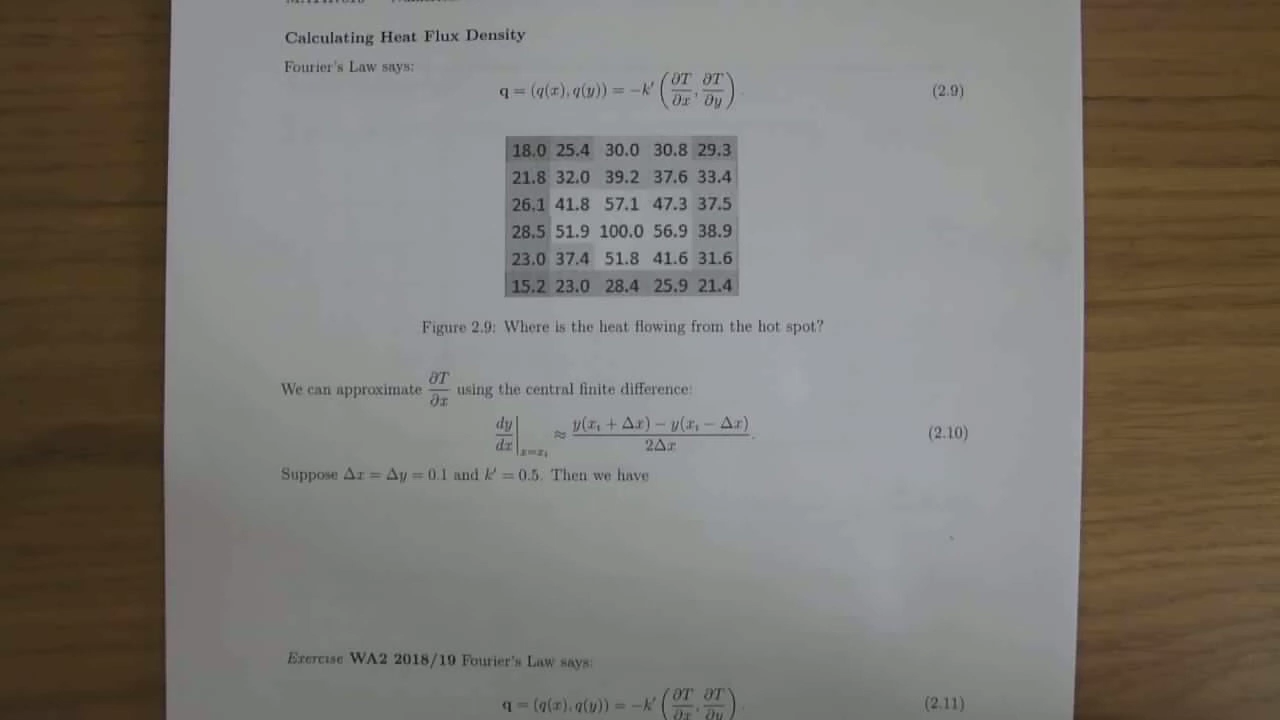 Calculating Heat Flux Density
Fourier's Law says:
q = (q(x), q(y)) = −k′ (∂T/∂x, ∂T/∂y). (2.9)
18.0 25.4 30.0 30.8 29.3
21.8 32.0 39.2 37.6 33.4
26.1 41.8 57.1 47.3 37.5
28.5 51.9 100.0 56.9 38.9
23.0 37.4 51.8 41.6 31.6
15.2 23.0 28.4 25.9 21.4
Figure 2.9: Where is the heat flowing from the hot spot?
We can approximate ∂T/∂x using the central finite difference:
dy/dx|x=xᵢ ≈ y(xᵢ + Δx) − y(xᵢ − Δx)/2Δx. (2.10)
Suppose Δx = Δy = 0.1 and k′ = 0.5. Then we have
Exercise WA2 2018/19 Fourier's Law says:
q = (q(x), q(y)) = −k′ (∂T/∂x, ∂T/∂y). (2.11)